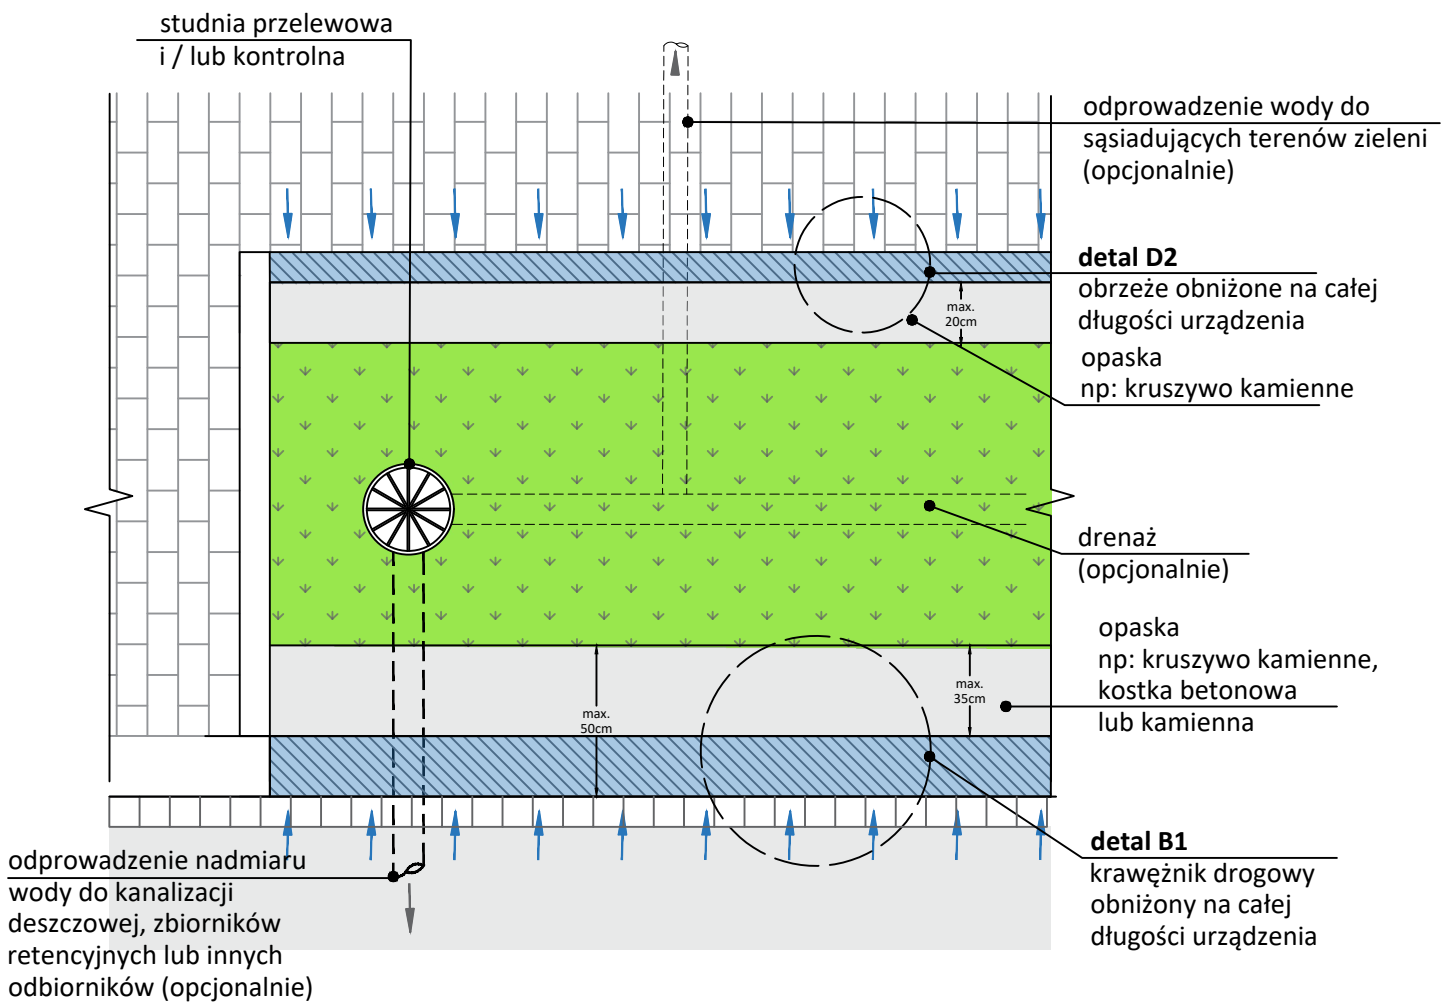 studnia przelewowa
i / lub kontrolna
odprowadzenie wody do
sąsiadujących terenów zieleni
(opcjonalnie)
detal D2
obrzeże obniżone na całej
długości urządzenia
max.
20cm
opaska
np: kruszywo kamienne
drenaż
(opcjonalnie)
opaska
np: kruszywo kamienne,
kostka betonowa
lub kamienna
max.
35cm
max.
50cm
detal B1
krawężnik drogowy
obniżony na całej
długości urządzenia
odprowadzenie nadmiaru
wody do kanalizacji
deszczowej, zbiorników
retencyjnych lub innych
odbiorników (opcjonalnie)